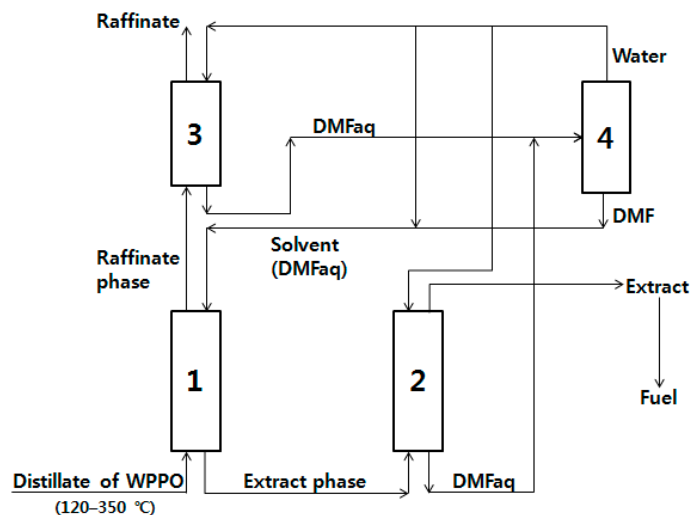 Raffinate
Water
3
DMFaq
4
DMF
Solvent
(DMFaq)
Raffinate
phase
Extract
1
2
Fuel
Distillate of WPPO
Extract phase
DMFaq
(120–350 ℃)